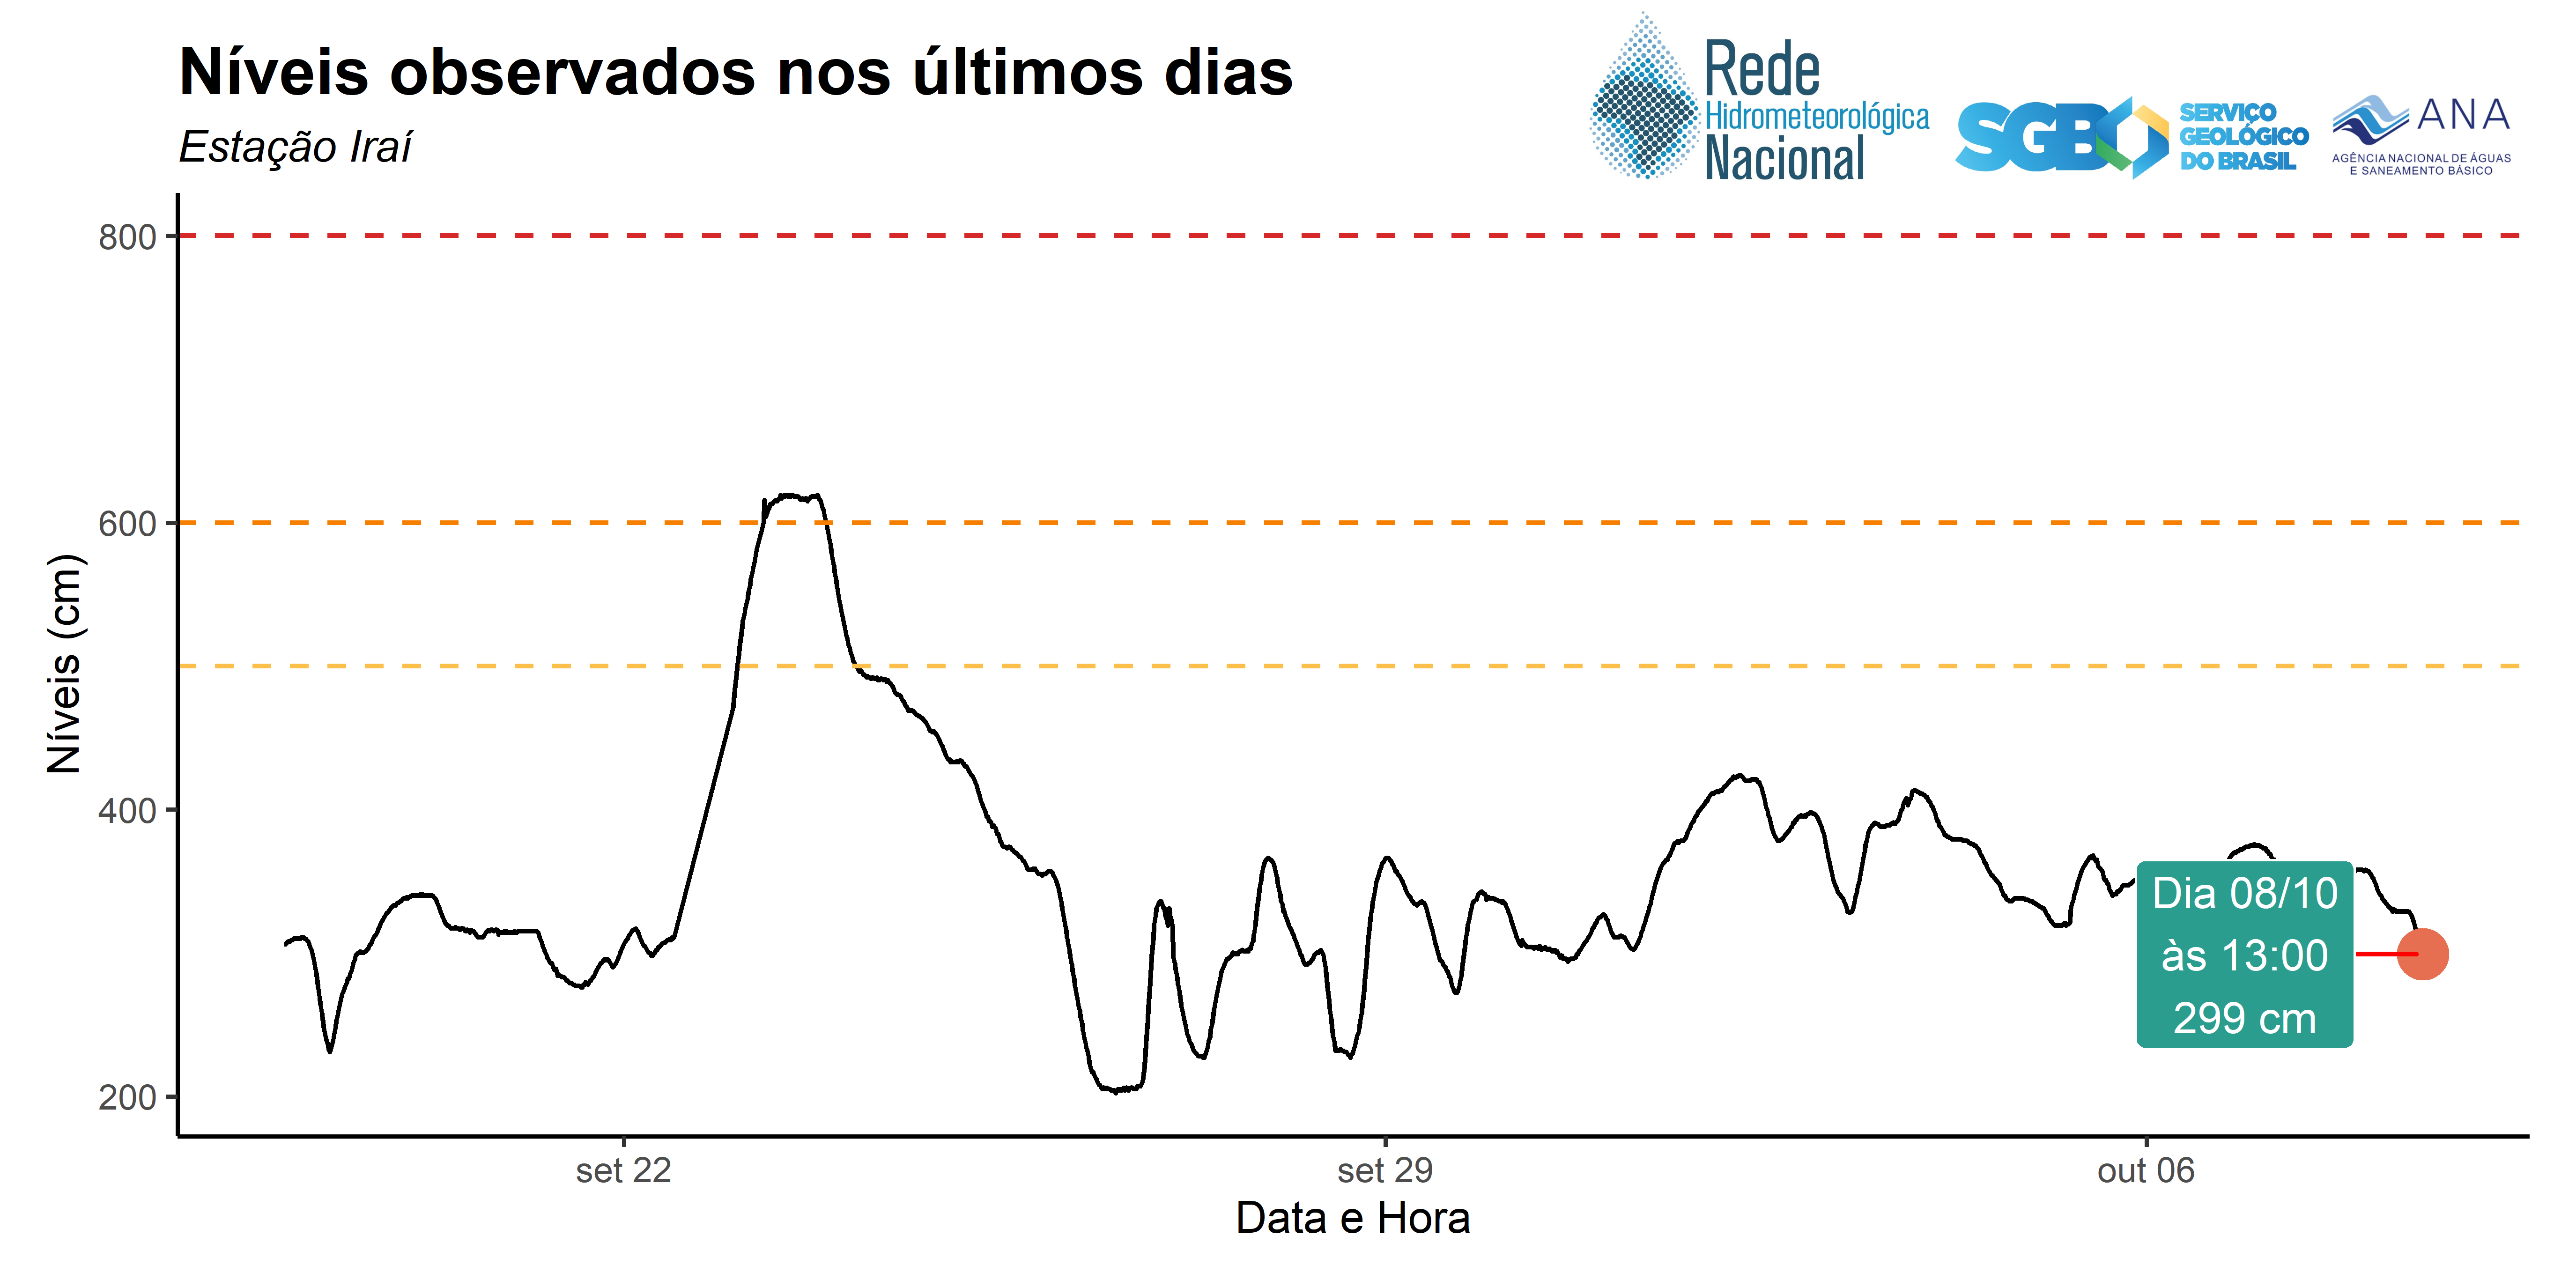 Níveis observados nos últimos dias
Estação Iraí
Rede
Hidrometeorológica
Nacional
SGB
SERVIÇO
GEOLÓGICO
DO BRASIL
ANA
AGÊNCIA NACIONAL DE ÁGUAS
E SANEAMENTO BÁSICO
800
600
400
200
Níveis (cm)
Dia 08/10
às 13:00
299 cm
set 22
set 29
out 06
Data e Hora